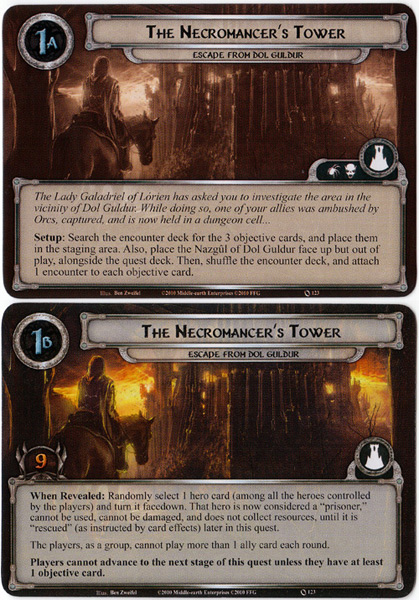 1A
THE NECROMANCER'S TOWER
ESCAPE FROM DOL GULDUR
The Lady Galadriel of Lórien has asked you to investigate the area in the
vicinity of Dol Guldur. While doing so, one of your allies was ambushed by
Orcs, captured, and is now held in a dungeon cell...
Setup: Search the encounter deck for the 3 objective cards, and place them
in the staging area. Also, place the Nazgûl of Dol Guldur face up but out of
play, alongside the quest deck. Then, shuffle the encounter deck, and attach
1 encounter to each objective card.
Illus. Ben Zweifel ©2010 Middle-earth Enterprises ©2010 FFG 123
1B
THE NECROMANCER'S TOWER
ESCAPE FROM DOL GULDUR
9
When Revealed: Randomly select 1 hero card (among all the heroes controlled
by the players) and turn it facedown. That hero is now considered a “prisoner,”
cannot be used, cannot be damaged, and does not collect resources, until it is
“rescued” (as instructed by card effects) later in this quest.
The players, as a group, cannot play more than 1 ally card each round.
Players cannot advance to the next stage of this quest unless they have at least
1 objective card.
Illus. Ben Zweifel ©2010 Middle-earth Enterprises ©2010 FFG 123